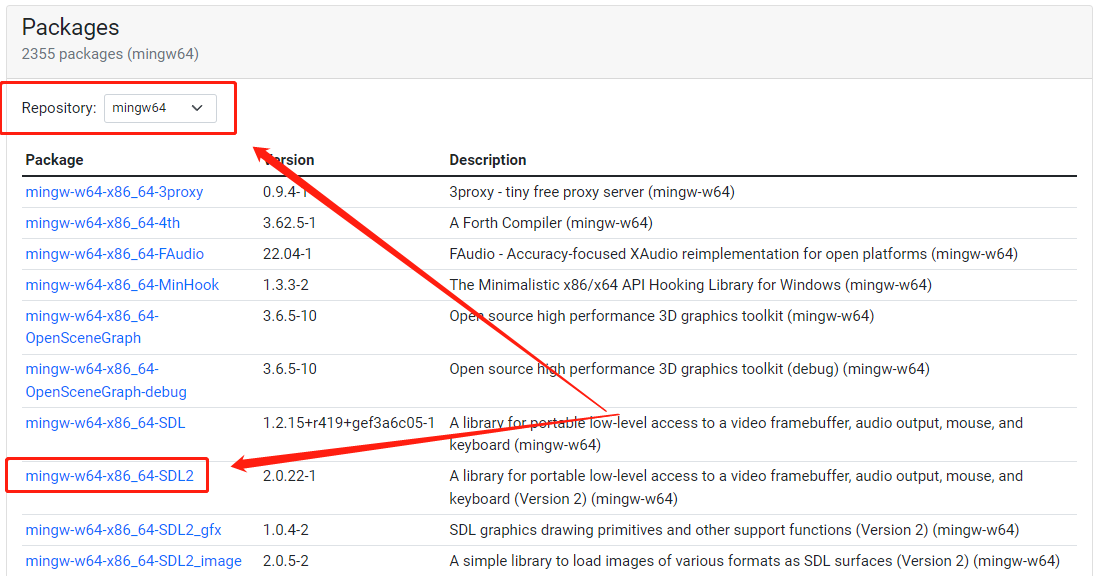 Packages
2355 packages (mingw64)
Repository: mingw64
Package Version Description
mingw-w64-x86_64-3proxy 0.9.4-1 3proxy - tiny free proxy server (mingw-w64)
mingw-w64-x86_64-4th 3.62.5-1 A Forth Compiler (mingw-w64)
mingw-w64-x86_64-FAudio 22.04-1 FAudio - Accuracy-focused XAudio reimplementation for open platforms (mingw-w64)
mingw-w64-x86_64-MinHook 1.3.3-2 The Minimalistic x86/x64 API Hooking Library for Windows (mingw-w64)
mingw-w64-x86_64- 3.6.5-10 Open source high performance 3D graphics toolkit (mingw-w64)
OpenSceneGraph
mingw-w64-x86_64- 3.6.5-10 Open source high performance 3D graphics toolkit (debug) (mingw-w64)
OpenSceneGraph-debug
mingw-w64-x86_64-SDL 1.2.15+r419+gef3a6c05-1 A library for portable low-level access to a video framebuffer, audio output, mouse, and
keyboard (mingw-w64)
mingw-w64-x86_64-SDL2 2.0.22-1 A library for portable low-level access to a video framebuffer, audio output, mouse, and
keyboard (Version 2) (mingw-w64)
mingw-w64-x86_64-SDL2_gfx 1.0.4-2 SDL graphics drawing primitives and other support functions (Version 2) (mingw-w64)
mingw-w64-x86_64-SDL2_image 2.0.5-2 A simple library to load images of various formats as SDL surfaces (Version 2) (mingw-w64)